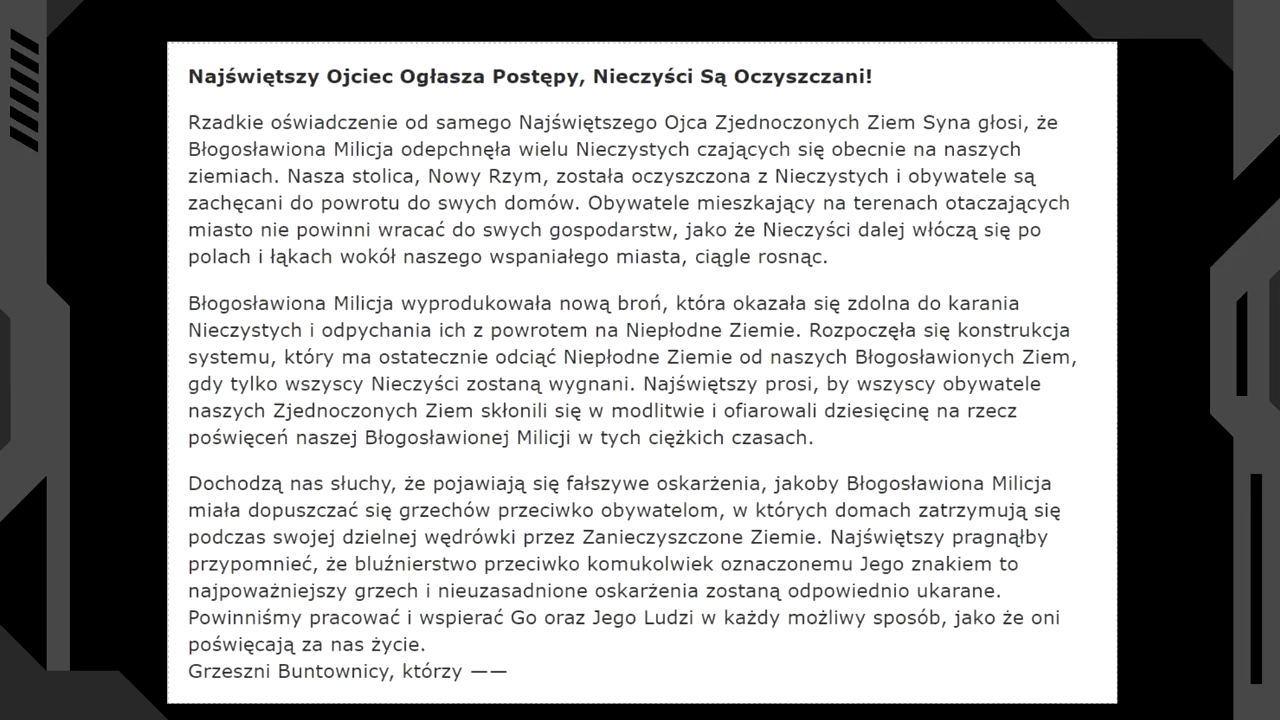 Najświętszy Ojciec Ogłasza Postępy, Nieczyści Są Oczyszczani!
Rzadkie oświadczenie od samego Najświętszego Ojca Zjednoczonych Ziem Syna głosi, że
Błogosławiona Milicja odepchnęła wielu Nieczystych czających się obecnie na naszych
ziemiach. Nasza stolica, Nowy Rzym, została oczyszczona z Nieczystych i obywatele są
zachęcani do powrotu do swych domów. Obywatele mieszkający na terenach otaczających
miasto nie powinni wracać do swych gospodarstw, jako że Nieczyści dalej włóczą się po
polach i łąkach wokół naszego wspaniałego miasta, ciągle rosnąc.
Błogosławiona Milicja wyprodukowała nową broń, która okazała się zdolna do karania
Nieczystych i odpychania ich z powrotem na Niepłodne Ziemie. Rozpoczęła się konstrukcja
systemu, który ma ostatecznie odciąć Niepłodne Ziemie od naszych Błogosławionych Ziem,
gdy tylko wszyscy Nieczyści zostaną wygnani. Najświętszy prosi, by wszyscy obywatele
naszych Zjednoczonych Ziem skłonili się w modlitwie i ofiarowali dziesięcinę na rzecz
poświęceń naszej Błogosławionej Milicji w tych ciężkich czasach.
Dochodzą nas słuchy, że pojawiają się fałszywe oskarżenia, jakoby Błogosławiona Milicja
miała dopuszczać się grzechów przeciwko obywatelom, w których domach zatrzymują się
podczas swojej dzielnej wędrówki przez Zanieczyszczone Ziemie. Najświętszy pragnąłby
przypomnieć, że bluźnierstwo przeciwko komukolwiek oznaczonemu Jego znakiem to
najpoważniejszy grzech i nieuzasadnione oskarżenia zostaną odpowiednio ukarane.
Powinniśmy pracować i wspierać Go oraz Jego Ludzi w każdy możliwy sposób, jako że oni
poświęcają za nas życie.
Grzeszni Buntownicy, którzy ——